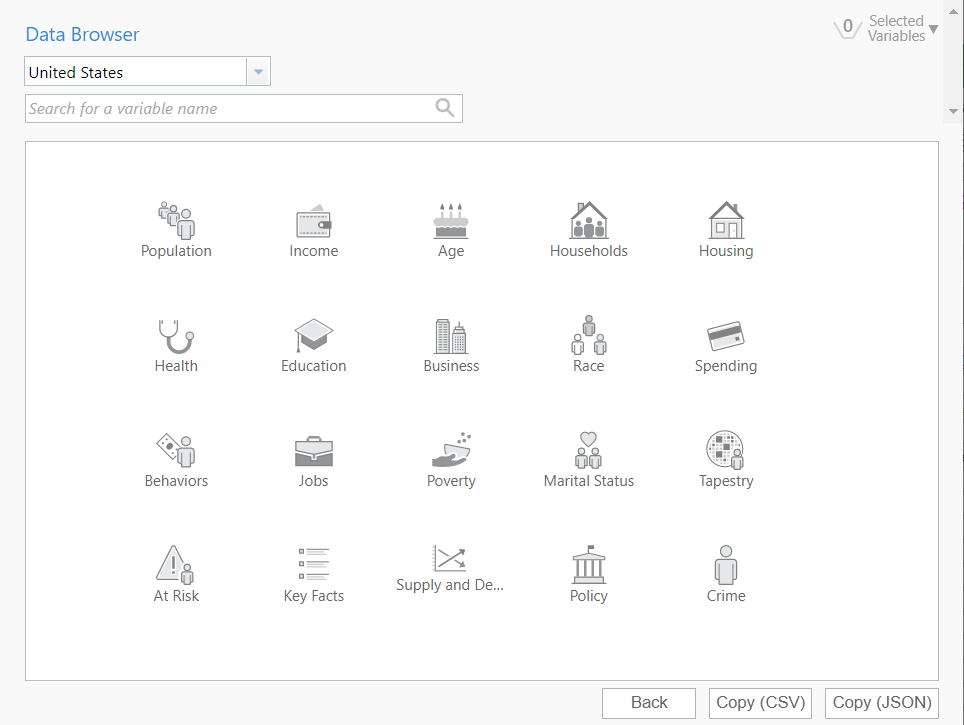 Data Browser
0
Selected
Variables
United States
Search for a variable name
Population
Income
Age
Households
Housing
Health
Education
Business
Race
Spending
Behaviors
Jobs
Poverty
Marital Status
Tapestry
At Risk
Key Facts
Supply and De...
Policy
Crime
Back
Copy (CSV)
Copy (JSON)